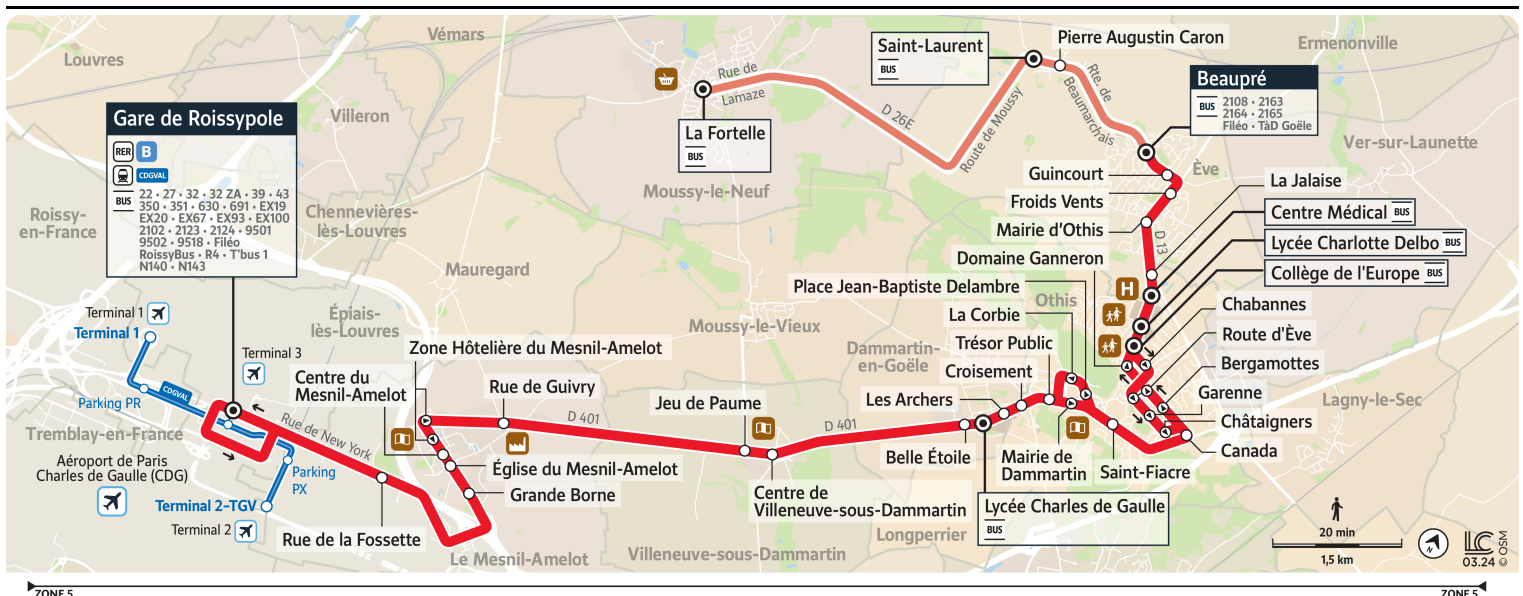 Louvres
Vémars
Villeron
Roissy-
en-France
Chennevières-
lès-Louvres
Mauregard
Épiais-
lès-Louvres
Tremblay-en-France
Le Mesnil-Amelot
Moussy-le-Neuf
Moussy-le-Vieux
Villeneuve-sous-Dammartin
Longperrier
Dammartin-
en-Goële
Othis
Ève
Ermenonville
Ver-sur-Launette
Lagny-le-Sec
Gare de Roissypole
RER B
CDGVAL
BUS
22 • 27 • 32 • 32 ZA • 39 • 43
350 • 351 • 630 • 691 • EX19
EX20 • EX67 • EX93 • EX100
2102 • 2123 • 2124 • 9501
9502 • 9518 • Filéo
RoissyBus • R4 • T'bus 1
N140 • N143
Terminal 1
Terminal 1
CDGVAL
Parking PR
Terminal 3
Aéroport de Paris
Charles de Gaulle (CDG)
Parking
PX
Terminal 2-TGV
Terminal 2
Rue de New York
Rue de la Fossette
Grande Borne
Église du Mesnil-Amelot
Centre du
Mesnil-Amelot
Zone Hôtelière du Mesnil-Amelot
Rue de Guivry
D 401
Jeu de Paume
Centre de
Villeneuve-sous-Dammartin
D 401
Belle Étoile
Lycée Charles de Gaulle
BUS
Les Archers
Croisement
Trésor Public
La Corbie
Place Jean-Baptiste Delambre
Mairie de
Dammartin
Saint-Fiacre
Canada
Châtaigners
Garenne
Bergamottes
Route d'Ève
Chabannes
Collège de l'Europe BUS
Lycée Charlotte Delbo BUS
Centre Médical BUS
La Jalaise
H
Domaine Ganneron
D 13
Mairie d'Othis
Froids Vents
Guincourt
Beaupré
BUS
2108 • 2163
2164 • 2165
Filéo • TàD Goële
Rte. de
Beaumarchais
Pierre Augustin Caron
Saint-Laurent
BUS
Route de Moussy
D 26E
Rue de
Lamaze
La Fortelle
BUS
20 min
1,5 km
N
LC
03.24
© OSM
ZONE 5
ZONE 5